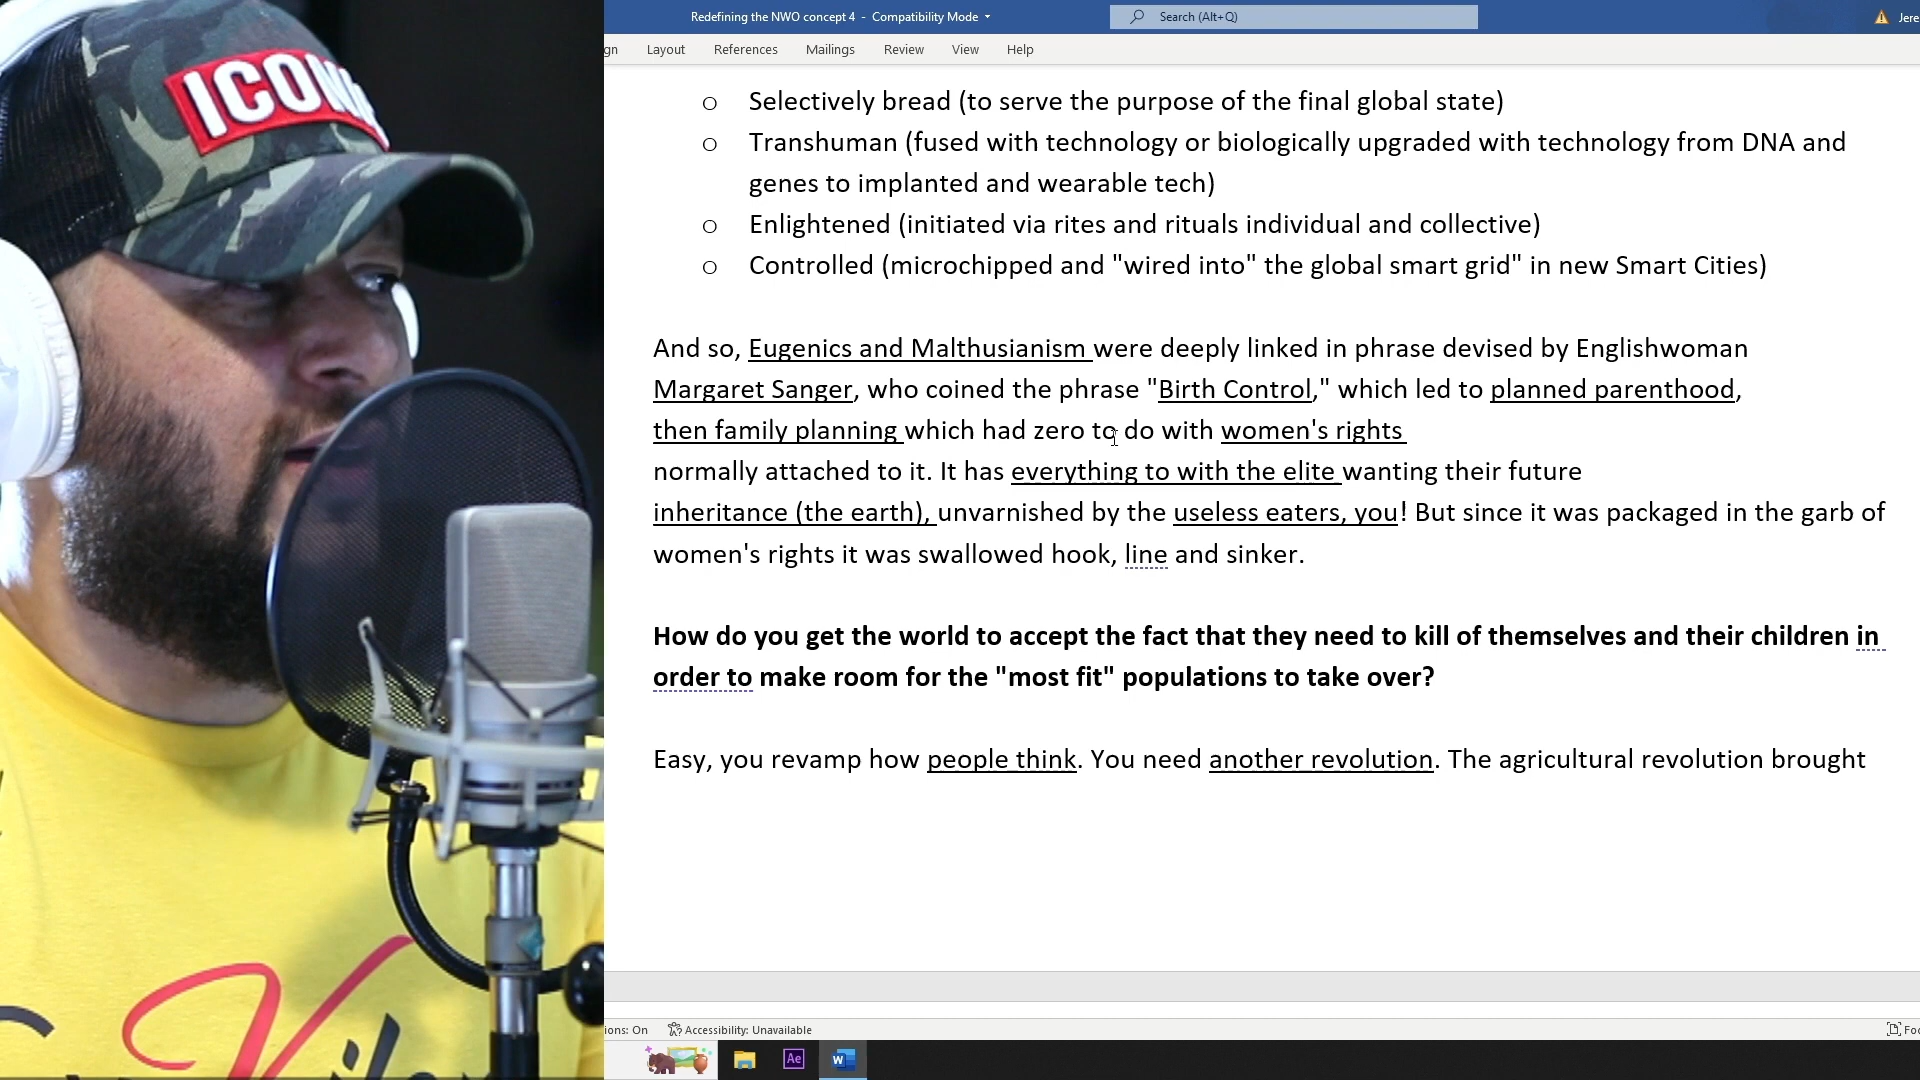 ICON
Redefining the NWO concept 4 - Compatibility Mode
Search (Alt+Q)
Jere
gn Layout References Mailings Review View Help
o Selectively bread (to serve the purpose of the final global state)
o Transhuman (fused with technology or biologically upgraded with technology from DNA and
genes to implanted and wearable tech)
o Enlightened (initiated via rites and rituals individual and collective)
o Controlled (microchipped and "wired into" the global smart grid" in new Smart Cities)
And so, Eugenics and Malthusianism were deeply linked in phrase devised by Englishwoman
Margaret Sanger, who coined the phrase "Birth Control," which led to planned parenthood,
then family planning which had zero to do with women's rights
normally attached to it. It has everything to with the elite wanting their future
inheritance (the earth), unvarnished by the useless eaters, you! But since it was packaged in the garb of
women's rights it was swallowed hook, line and sinker.
How do you get the world to accept the fact that they need to kill of themselves and their children in
order to make room for the "most fit" populations to take over?
Easy, you revamp how people think. You need another revolution. The agricultural revolution brought
ions: On Accessibility: Unavailable
Foc
Ae
W